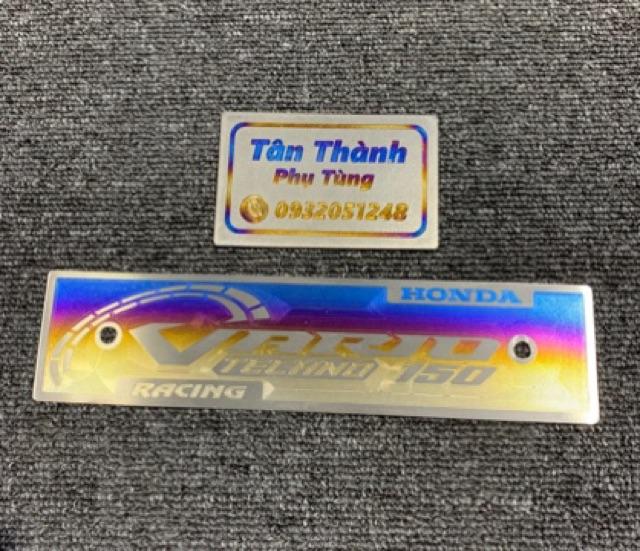 Tân Thành
Phụ Tùng
0932051248
HONDA
VARIO
TECHNO 150
RACING